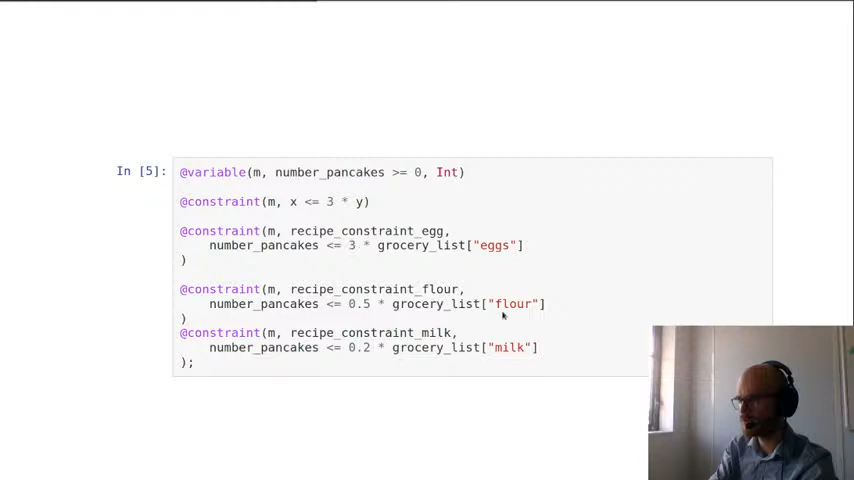 In [5]: @variable(m, number_pancakes >= 0, Int)
@constraint(m, x <= 3 * y)
@constraint(m, recipe_constraint_egg,
number_pancakes <= 3 * grocery_list["eggs"]
)
@constraint(m, recipe_constraint_flour,
number_pancakes <= 0.5 * grocery_list["flour"]
)
@constraint(m, recipe_constraint_milk,
number_pancakes <= 0.2 * grocery_list["milk"]
);